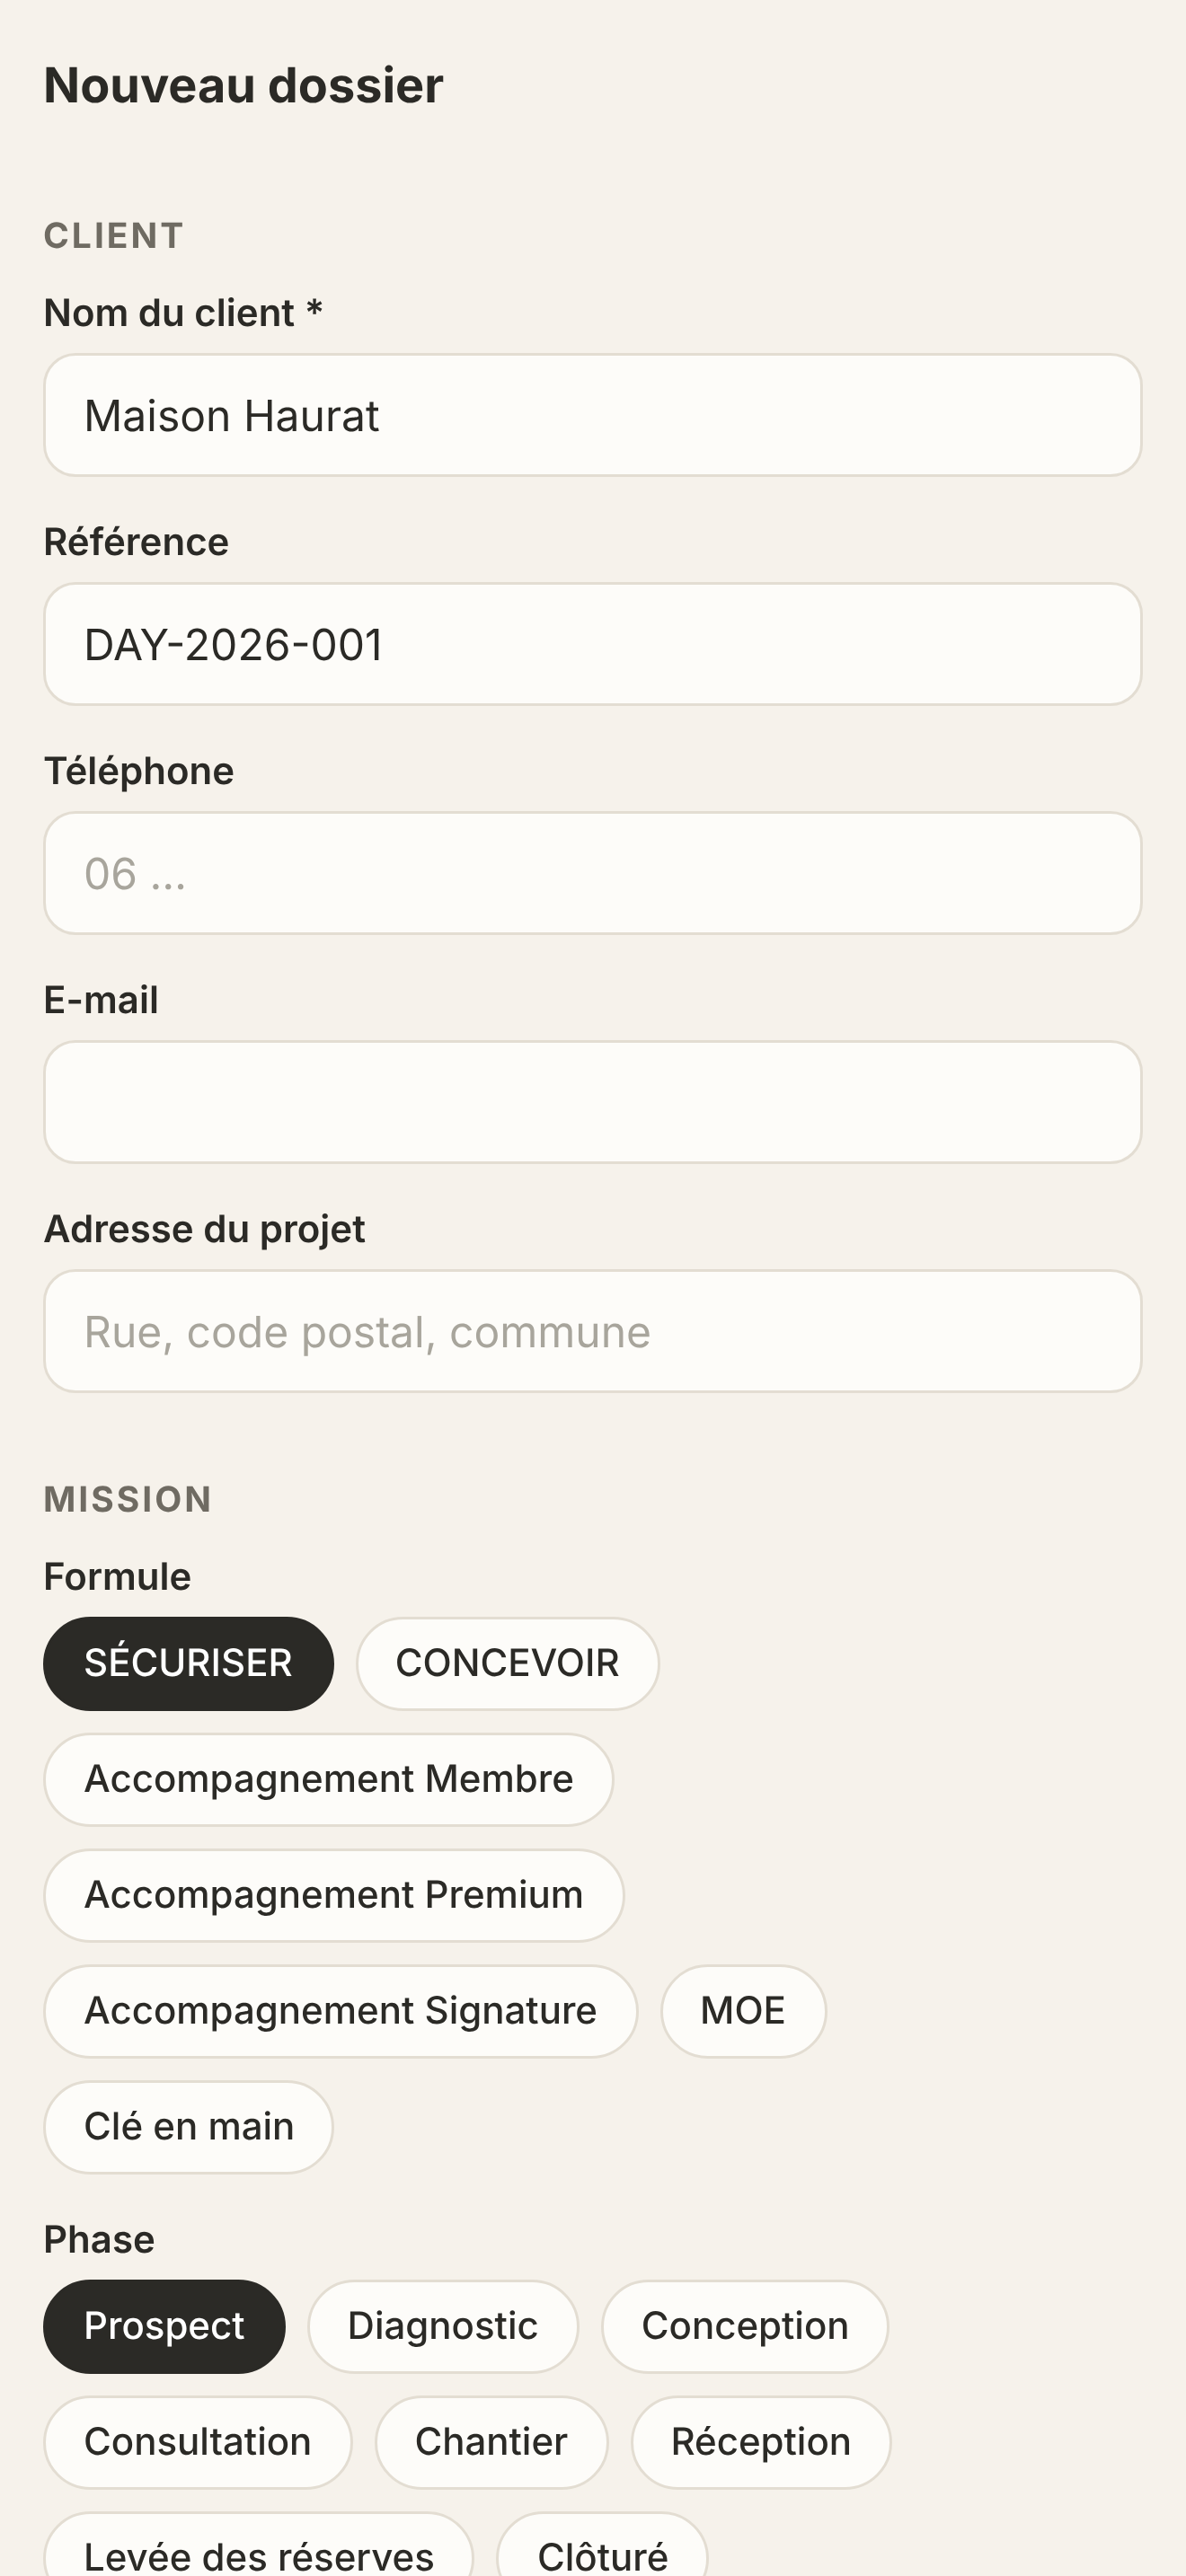 Nouveau dossier
CLIENT
Nom du client *
Maison Haurat
Référence
DAY-2026-001
Téléphone
06 ...
E-mail
Adresse du projet
Rue, code postal, commune
MISSION
Formule
SÉCURISER CONCEVOIR
Accompagnement Membre
Accompagnement Premium
Accompagnement Signature MOE
Clé en main
Phase
Prospect Diagnostic Conception
Consultation Chantier Réception
Levée des réserves Clôturé